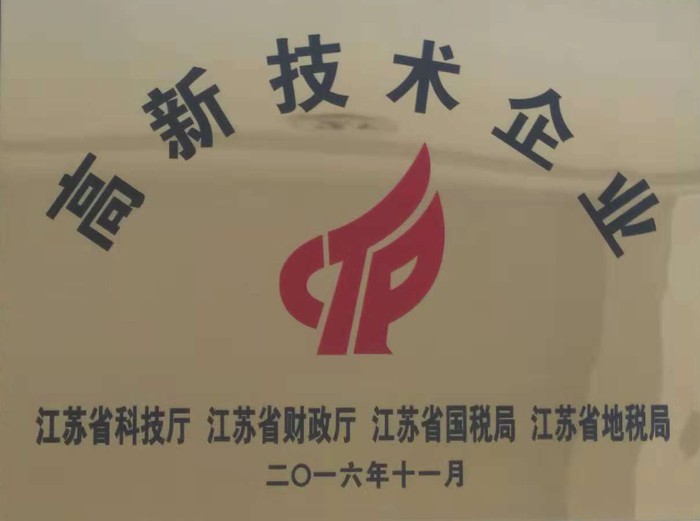 高新技术企业
CTP
江苏省科技厅 江苏省财政厅 江苏省国税局 江苏省地税局
二〇一六年十一月